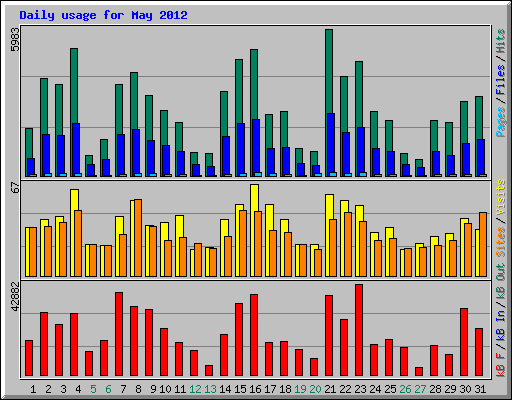 Daily usage for May 2012
5983
Pages / Files / Hits
67
Sites / Visits
42882
kB F / kB In / kB Out
1 2 3 4 5 6 7 8 9 10 11 12 13 14 15 16 17 18 19 20 21 22 23 24 25 26 27 28 29 30 31